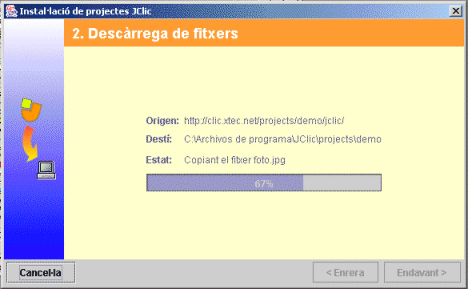 Instal·lació de projectes JClic
2. Descàrrega de fitxers
Origen: http://clic.xtec.net/projects/demo/jclic/
Destí: C:\Archivos de programa\JClic\projects\demo
Estat: Copiant el fitxer foto.jpg
67%
Cancel·la < Enrera Endavant >